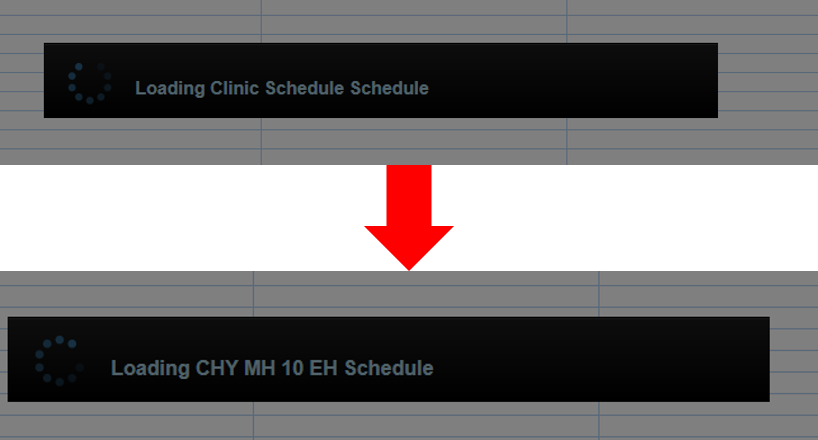 Loading Clinic Schedule Schedule
Loading CHY MH 10 EH Schedule